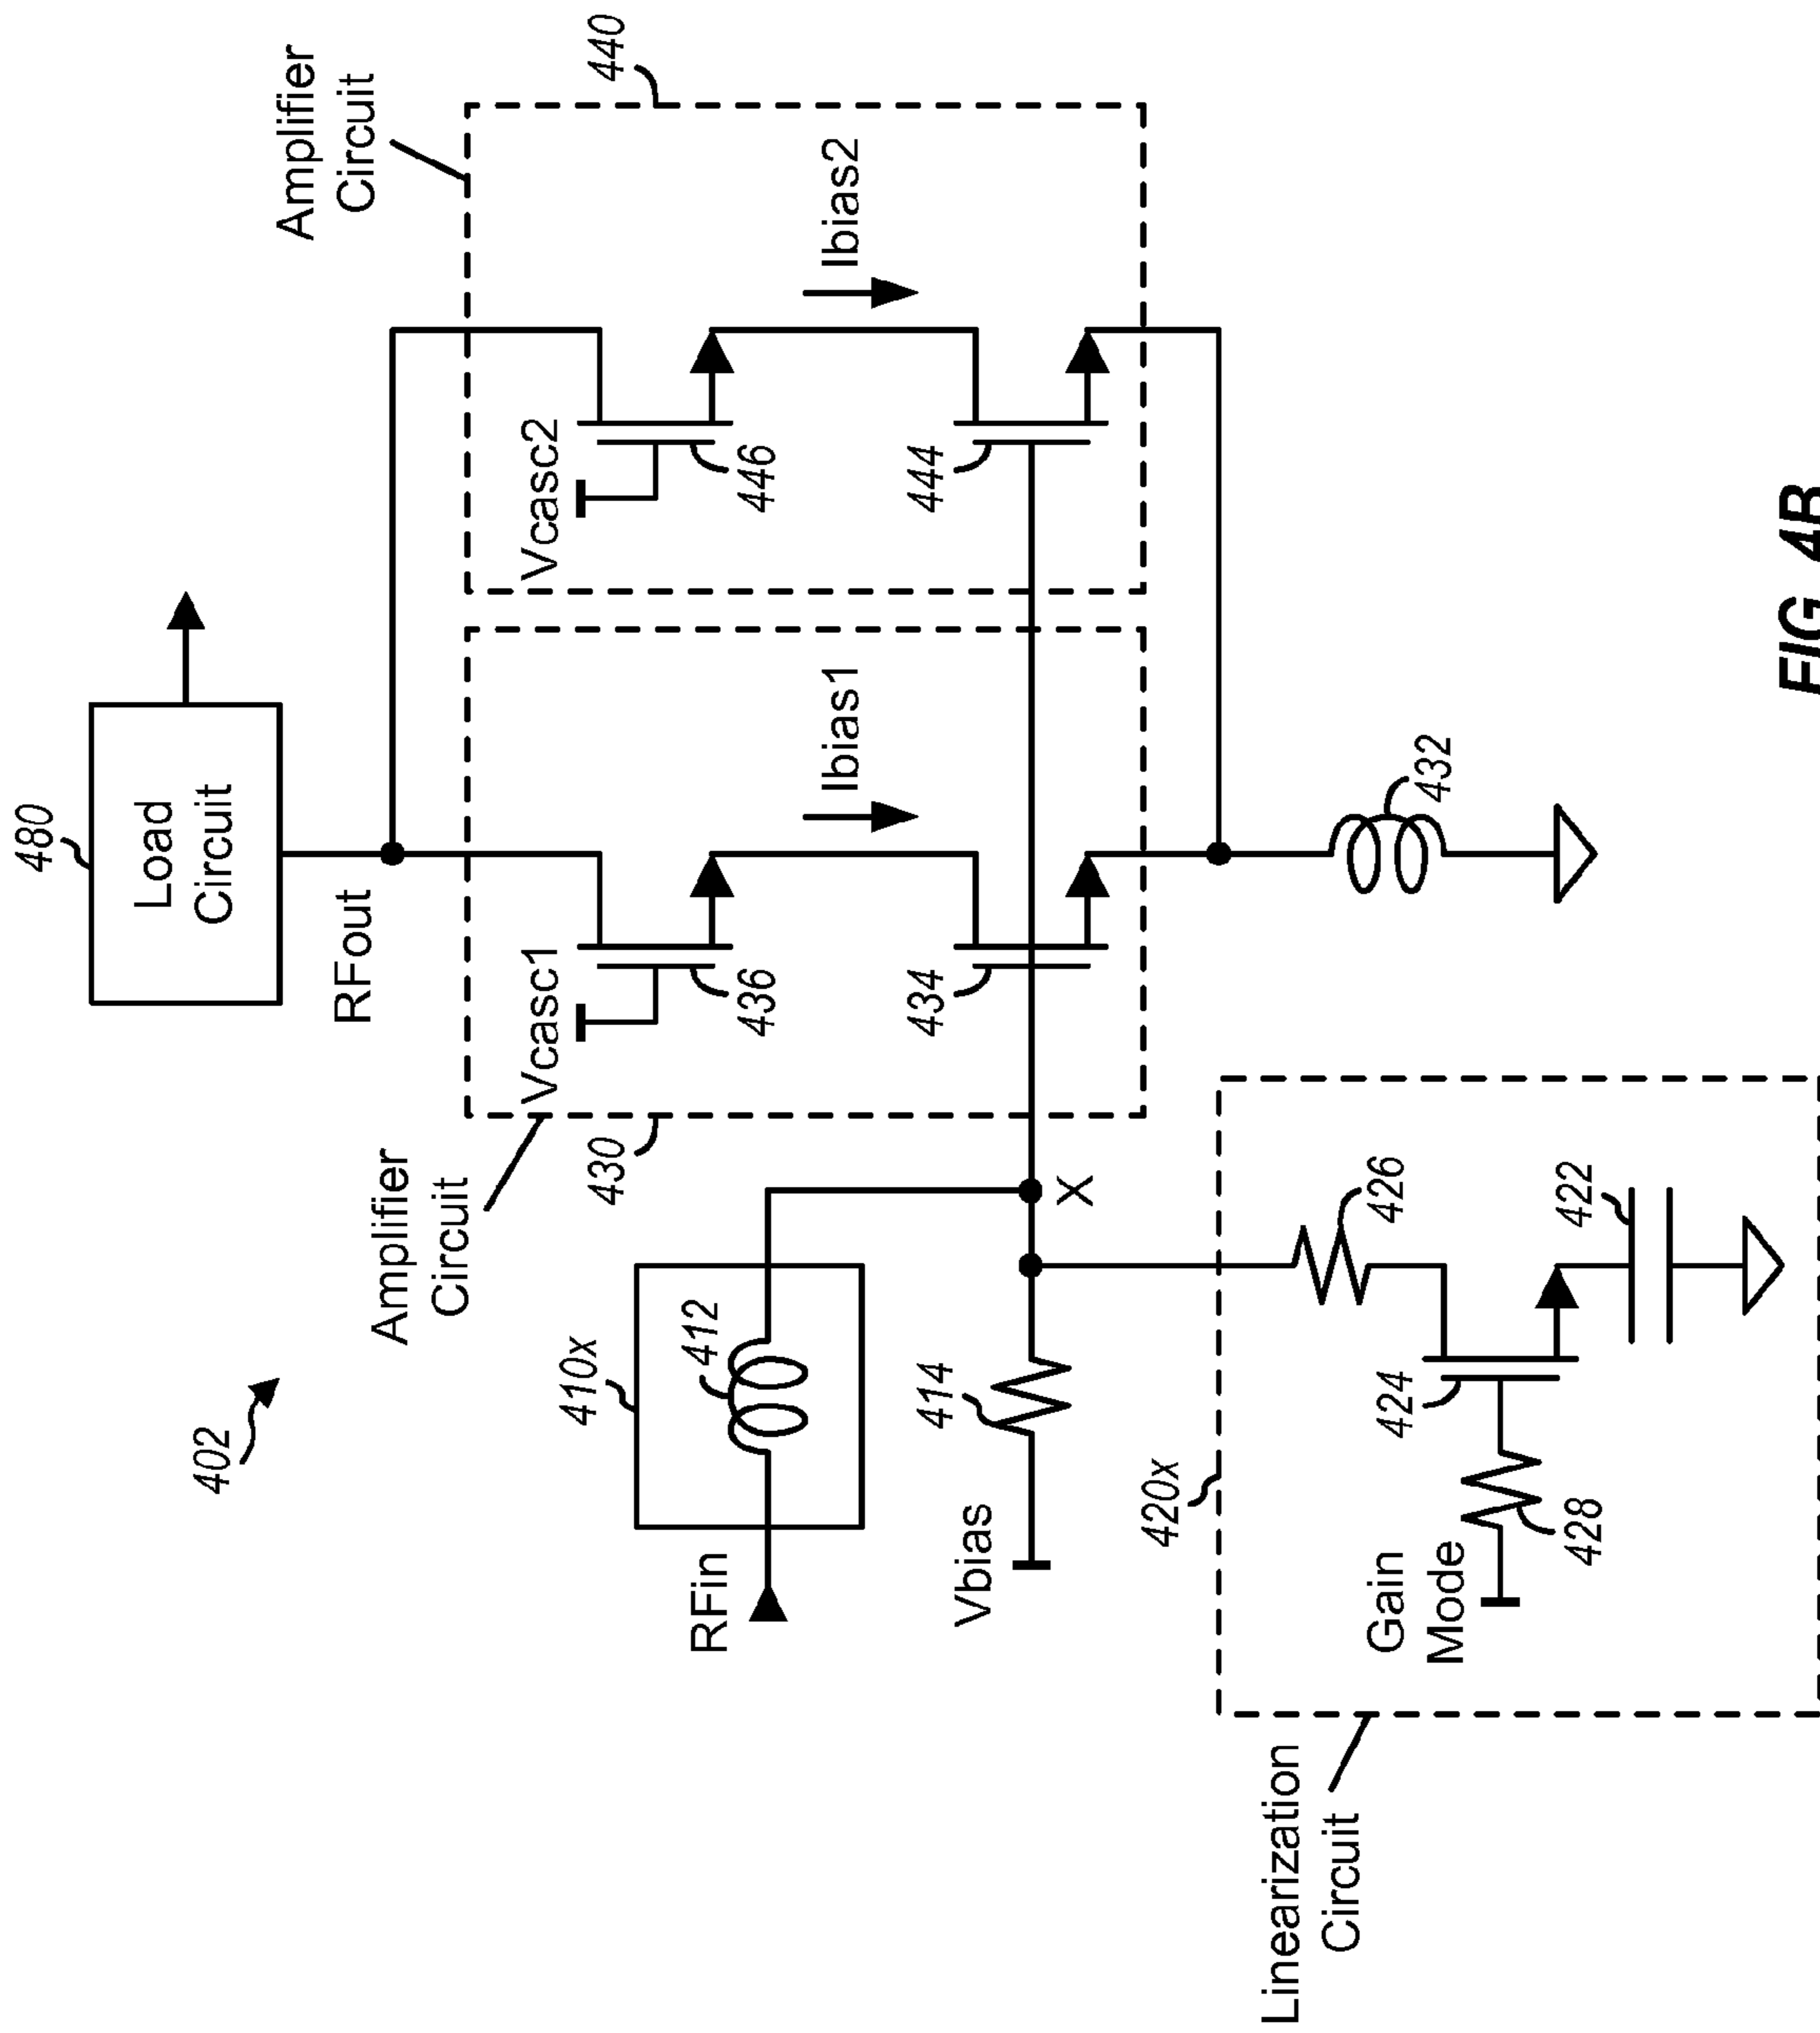 402
480
Load
Circuit
RFout
Amplifier
Circuit
440
Amplifier
Circuit
430
Vcasc1
436
Ibias1
434
Vcasc2
446
Ibias2
444
RFin
410x
412
Vbias
414
X
432
Linearization
Circuit
420x
Gain
Mode
428
424
426
422
FIG. 4B